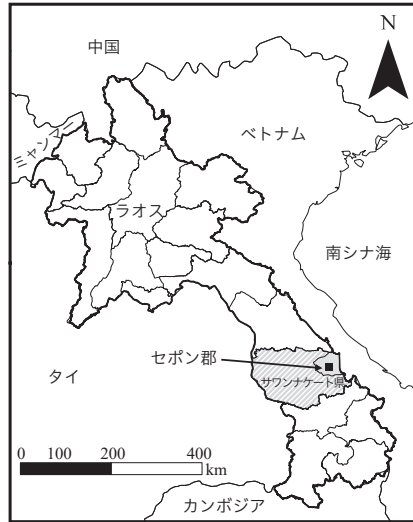 中国
N
ミャンマー
ベトナム
ラオス
南シナ海
セポン郡
タイ
サワンナケート県
0 100 200 400
km
カンボジア